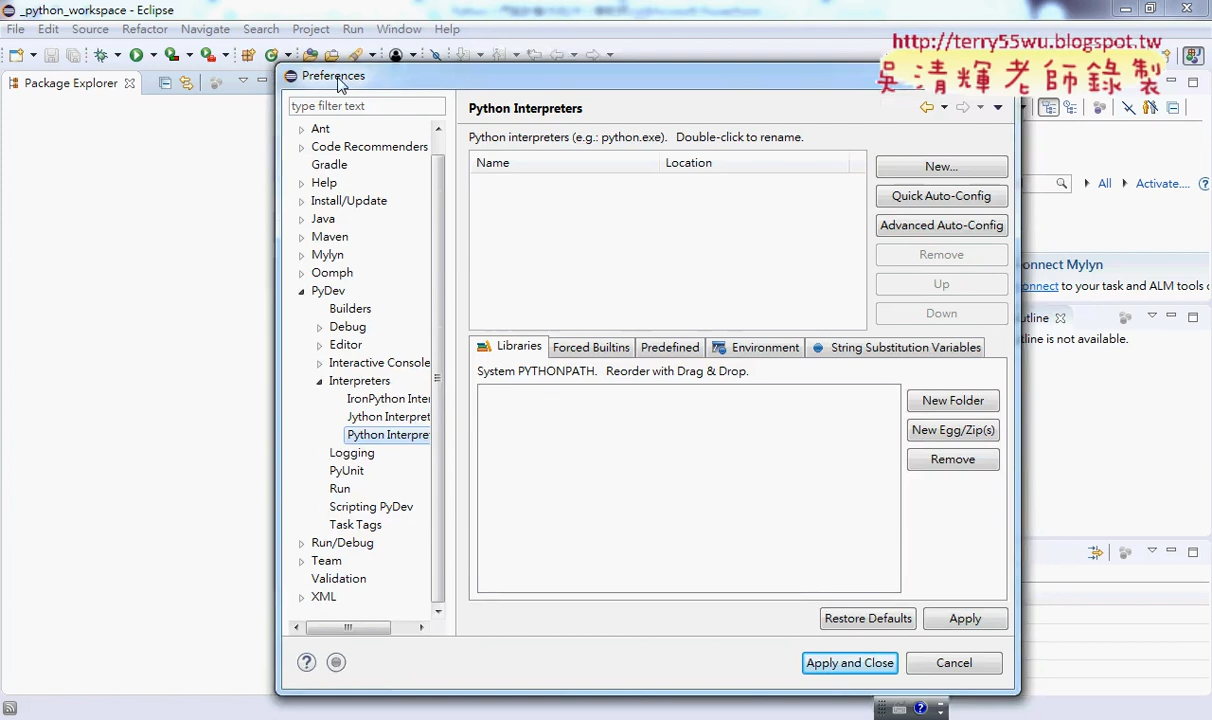 _python_workspace - Eclipse
File Edit Source Refactor Navigate Search Project Run Window Help
http://terry55wu.blogspot.tw
吳清輝老師錄製
Package Explorer
Preferences
type filter text
Ant
Code Recommenders
Gradle
Help
Install/Update
Java
Maven
Mylyn
Oomph
PyDev
Builders
Debug
Editor
Interactive Console
Interpreters
IronPython Inter
Jython Interpret
Python Interpre
Logging
PyUnit
Run
Scripting PyDev
Task Tags
Run/Debug
Team
Validation
XML
Python Interpreters
Python interpreters (e.g.: python.exe). Double-click to rename.
Name Location
New...
Quick Auto-Config
Advanced Auto-Config
Remove
Up
Down
Libraries Forced Builtins Predefined Environment String Substitution Variables
System PYTHONPATH. Reorder with Drag & Drop.
New Folder
New Egg/Zip(s)
Remove
Restore Defaults Apply
Apply and Close Cancel
All Activate....
onnect Mylyn
onnect to your task and ALM tools o
utline
tline is not available.